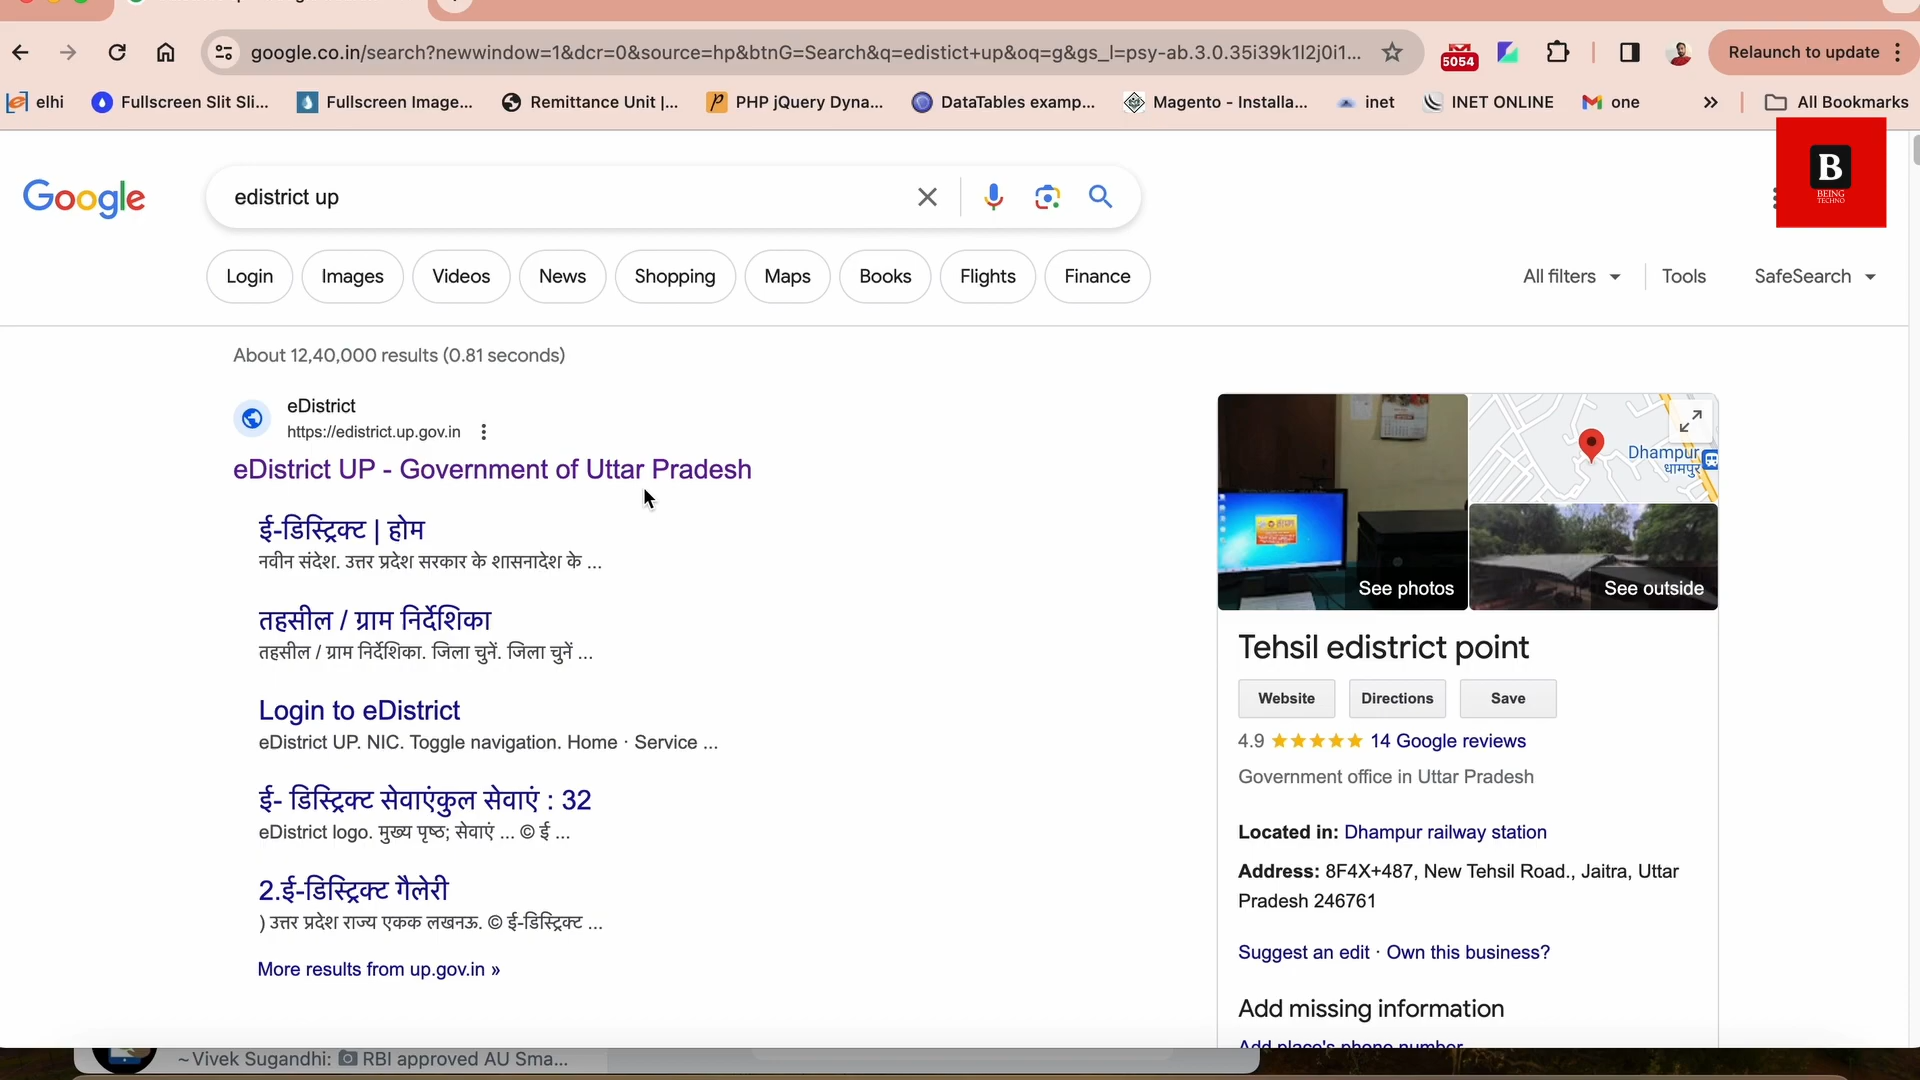 google.co.in/search?newwindow=1&dcr=0&source=hp&btnG=Search&q=edistict+up&oq=g&gs_l=psy-ab.3.0.35i39k1l2j0i1...
5054
Relaunch to update
elhi
Fullscreen Slit Sli...
Fullscreen Image...
Remittance Unit |...
PHP jQuery Dyna...
DataTables examp...
Magento - Installa...
inet
INET ONLINE
one
All Bookmarks
B
BEING
TECHNO
Google
edistrict up
Login
Images
Videos
News
Shopping
Maps
Books
Flights
Finance
All filters
Tools
SafeSearch
About 12,40,000 results (0.81 seconds)
eDistrict
https://edistrict.up.gov.in
eDistrict UP - Government of Uttar Pradesh
ई-डिस्ट्रिक्ट | होम
नवीन संदेश. उत्तर प्रदेश सरकार के शासनादेश के ...
तहसील / ग्राम निर्देशिका
तहसील / ग्राम निर्देशिका. जिला चुनें. जिला चुनें ...
Login to eDistrict
eDistrict UP. NIC. Toggle navigation. Home · Service ...
ई- डिस्ट्रिक्ट सेवाएंकुल सेवाएं : 32
eDistrict logo. मुख्य पृष्ठ; सेवाएं ... © ई ...
2.ई-डिस्ट्रिक्ट गैलेरी
) उत्तर प्रदेश राज्य एकक लखनऊ. © ई-डिस्ट्रिक्ट ...
More results from up.gov.in »
Dhampur
धामपुर
See photos
See outside
Tehsil edistrict point
Website
Directions
Save
4.9
14 Google reviews
Government office in Uttar Pradesh
Located in: Dhampur railway station
Address: 8F4X+487, New Tehsil Road., Jaitra, Uttar
Pradesh 246761
Suggest an edit · Own this business?
Add missing information
Add place's phone number
~Vivek Sugandhi: RBI approved AU Sma...